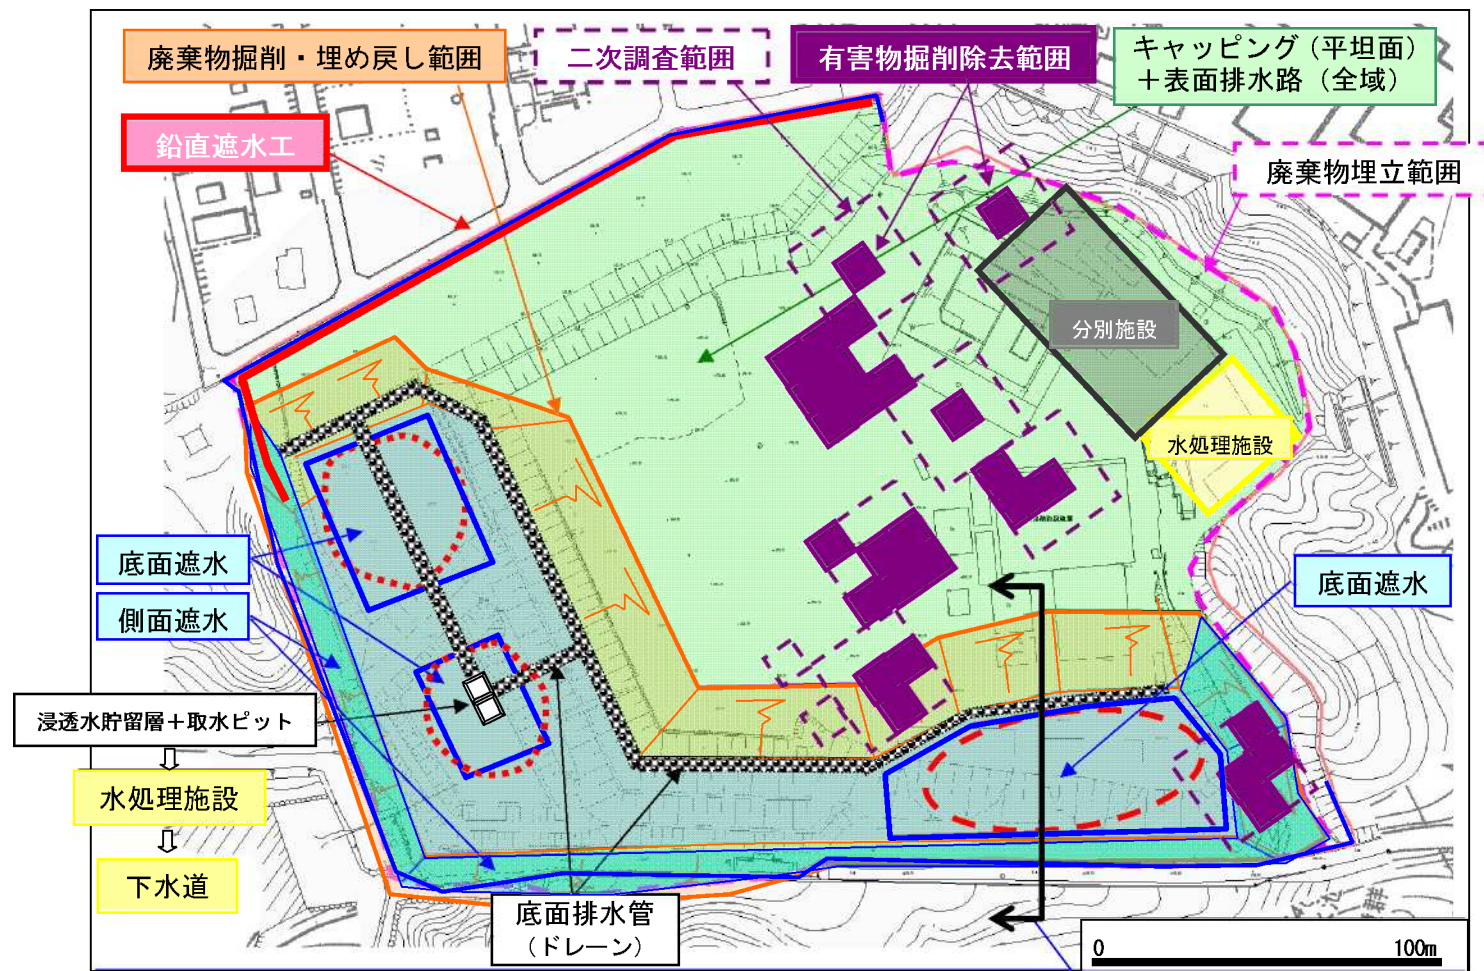 廃棄物掘削・埋め戻し範囲
二次調査範囲
有害物掘削除去範囲
キャッピング（平坦面）
＋表面排水路（全域）
鉛直遮水工
廃棄物埋立範囲
分別施設
水処理施設
底面遮水
側面遮水
底面遮水
浸透水貯留層＋取水ピット
水処理施設
下水道
底面排水管
（ドレーン）
0 100m